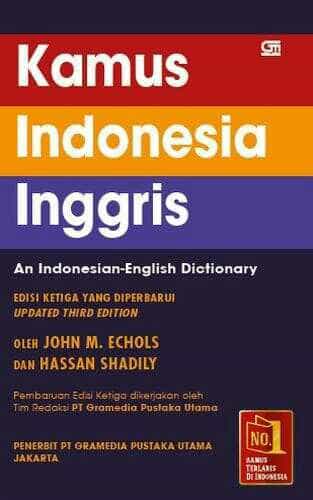 Kamus
Indonesia
Inggris
An Indonesian-English Dictionary
EDISI KETIGA YANG DIPERBARUI
UPDATED THIRD EDITION
OLEH JOHN M. ECHOLS
DAN HASSAN SHADILY
Pembaruan Edisi Ketiga dikerjakan oleh
Tim Redaksi PT Gramedia Pustaka Utama
PENERBIT PT GRAMEDIA PUSTAKA UTAMA
JAKARTA
NO.1
KAMUS
TERLARIS
DI INDONESIA